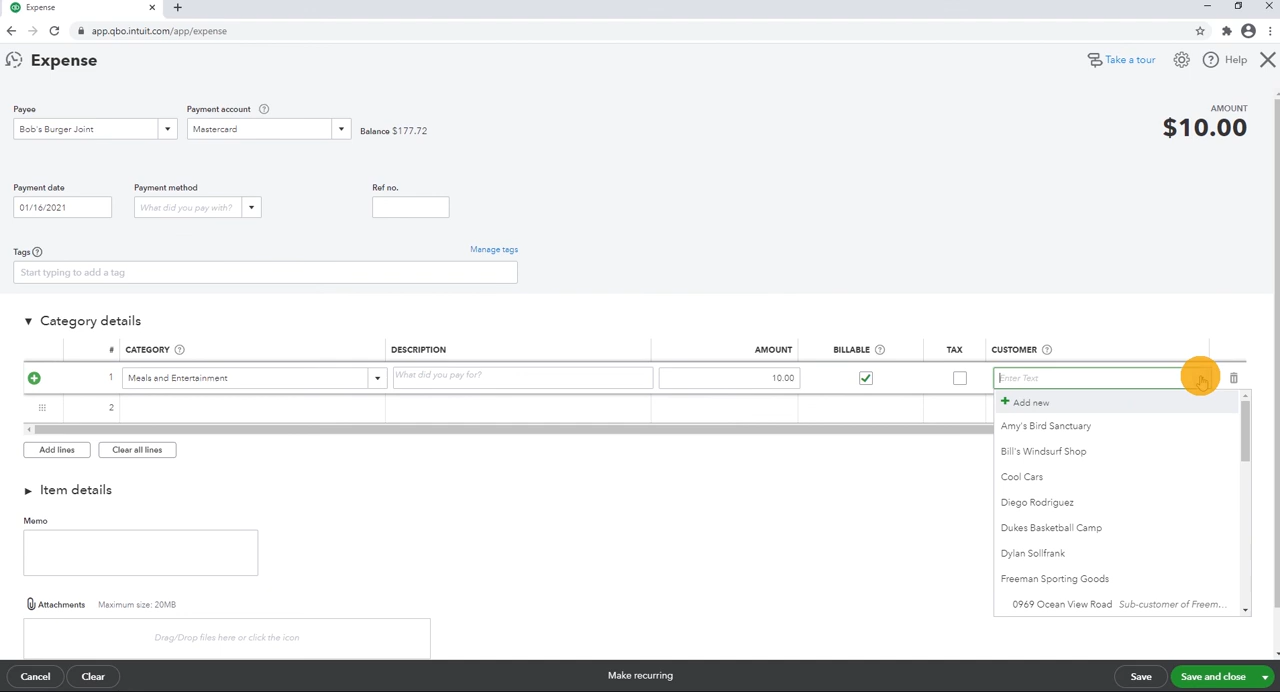 Expense
app.qbo.intuit.com/app/expense
Expense
Take a tour
Help
Payee
Payment account
AMOUNT
Bob's Burger Joint
Mastercard
Balance $177.72
$10.00
Payment date
Payment method
Ref no.
01/16/2021
What did you pay with?
Tags
Manage tags
Start typing to add a tag
Category details
# CATEGORY DESCRIPTION AMOUNT BILLABLE TAX CUSTOMER
1 Meals and Entertainment What did you pay for? 10.00 Enter Text
2
Add new
Amy's Bird Sanctuary
Bill's Windsurf Shop
Cool Cars
Diego Rodriguez
Dukes Basketball Camp
Dylan Sollfrank
Freeman Sporting Goods
0969 Ocean View Road Sub-customer of Freem...
Add lines
Clear all lines
Item details
Memo
Attachments Maximum size: 20MB
Drag/Drop files here or click the icon
Cancel
Clear
Make recurring
Save
Save and close